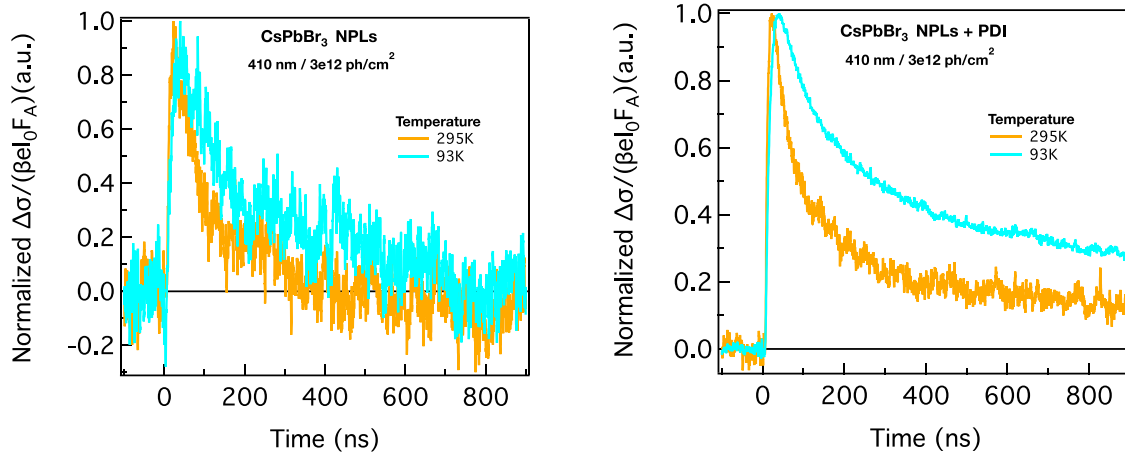 Normalized Δσ/(βeI₀F_A)(a.u.)
1.0
0.8
0.6
0.4
0.2
0.0
-0.2
CsPbBr₃ NPLs
410 nm / 3e12 ph/cm²
Temperature
295K
93K
0 200 400 600 800
Time (ns)
Normalized Δσ/(βeI₀F_A)(a.u.)
1.0
0.8
0.6
0.4
0.2
0.0
CsPbBr₃ NPLs + PDI
410 nm / 3e12 ph/cm²
Temperature
295K
93K
0 200 400 600 800
Time (ns)